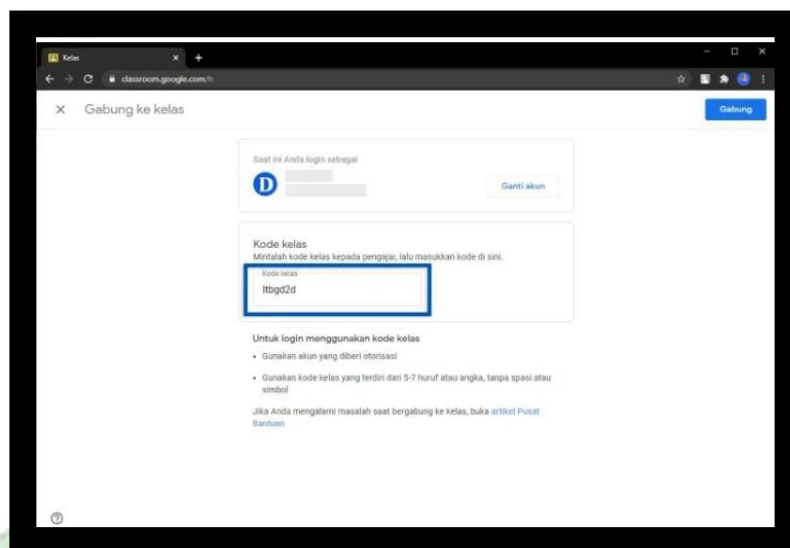 Kelas
classroom.google.com/h
Gabung ke kelas
Gabung
Saat ini Anda login sebagai
D
Ganti akun
Kode kelas
Mintalah kode kelas kepada pengajar, lalu masukkan kode di sini.
Kode kelas
ltbgd2d
Untuk login menggunakan kode kelas
• Gunakan akun yang diberi otorisasi
• Gunakan kode kelas yang terdiri dari 5-7 huruf atau angka, tanpa spasi atau
simbol
Jika Anda mengalami masalah saat bergabung ke kelas, buka artikel Pusat
Bantuan